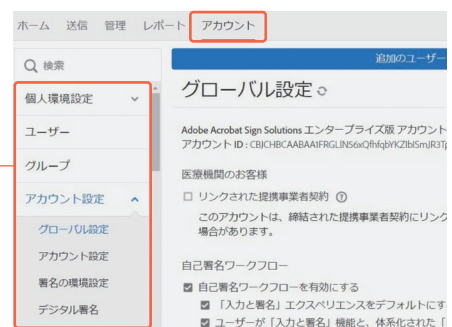 ホーム 送信 管理 レポート アカウント
検索
追加のユーザー
個人環境設定
ユーザー
グループ
アカウント設定
グローバル設定
アカウント設定
署名の環境設定
デジタル署名
グローバル設定
Adobe Acrobat Sign Solutions エンタープライズ版 アカウント
アカウント ID :
医療機関のお客様
リンクされた提携事業者契約
このアカウントは、締結された提携事業者契約にリンク
場合があります。
自己署名ワークフロー
自己署名ワークフローを有効にする
「入力と署名」エクスペリエンスをデフォルトにす
ユーザーが「入力と署名」機能と、体系化された「